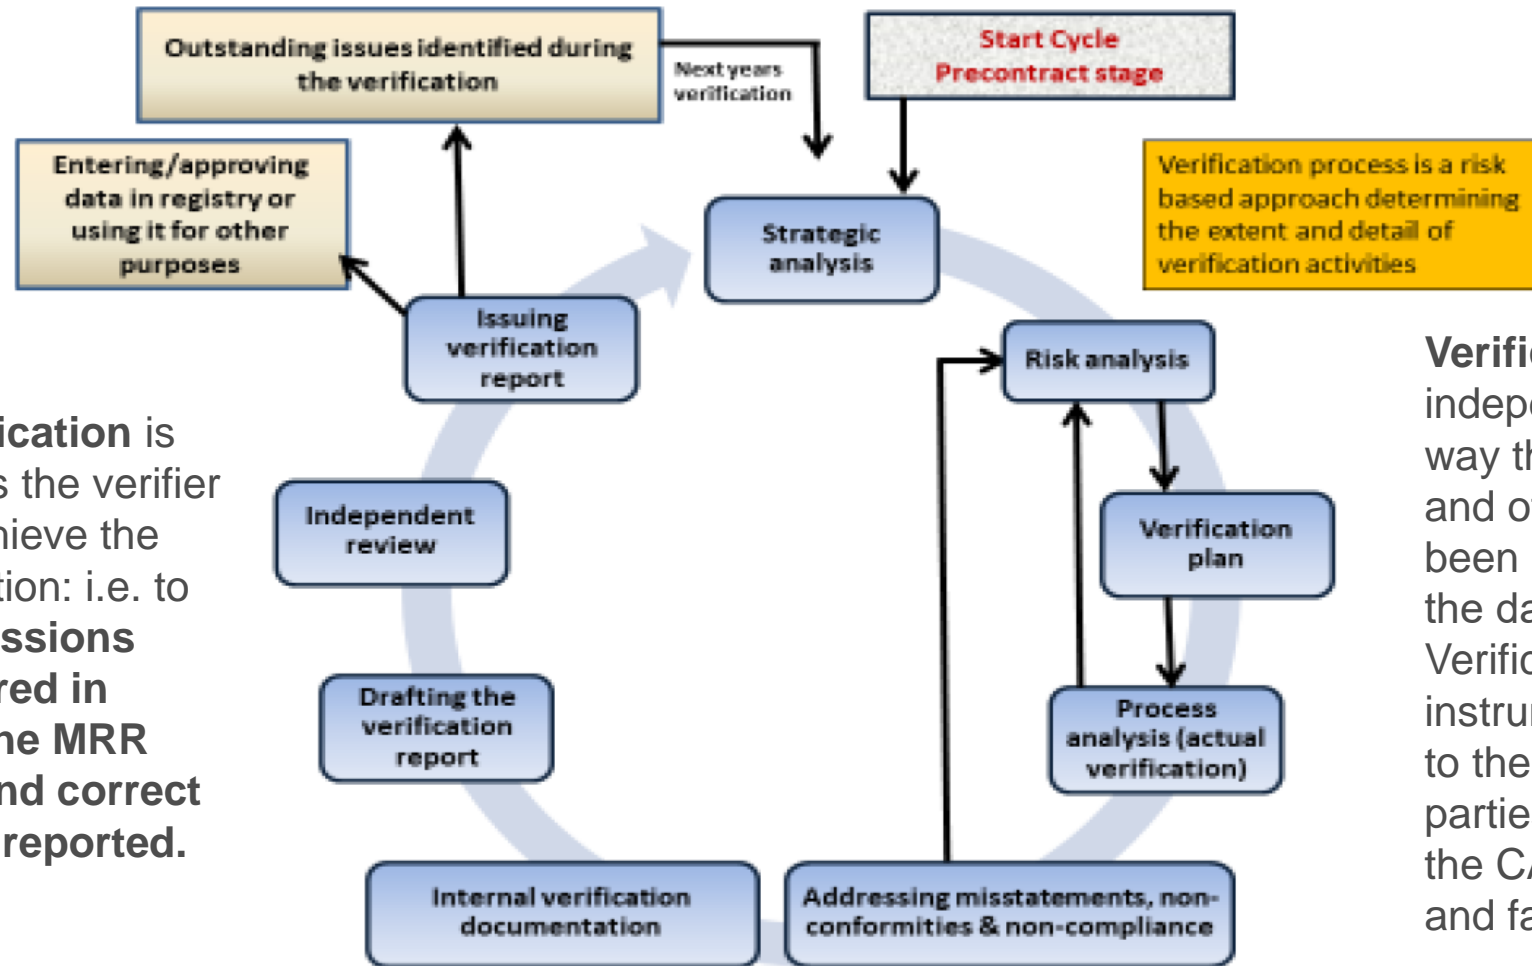 Outstanding issues identified during
the verification
Next years
verification
Start Cycle
Precontract stage
Entering/approving
data in registry or
using it for other
purposes
Verification process is a risk
based approach determining
the extent and detail of
verification activities
Strategic
analysis
Issuing
verification
report
Risk analysis
Independent
review
Verification
plan
Drafting the
verification
report
Process
analysis (actual
verification)
Internal verification
documentation
Addressing misstatements, non-
conformities & non-compliance
ication is
s the verifier
hieve the
tion: i.e. to
ssions
red in
he MRR
nd correct
reported.
Verific
indepe
way th
and of
been
the da
Verific
instrum
to the
partie
the CA
and fa